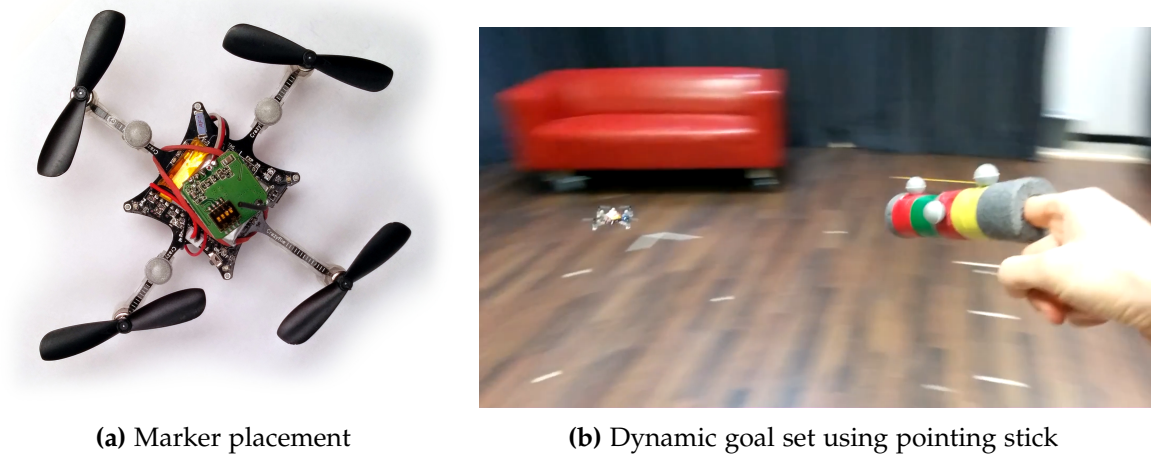 (a) Marker placement
(b) Dynamic goal set using pointing stick